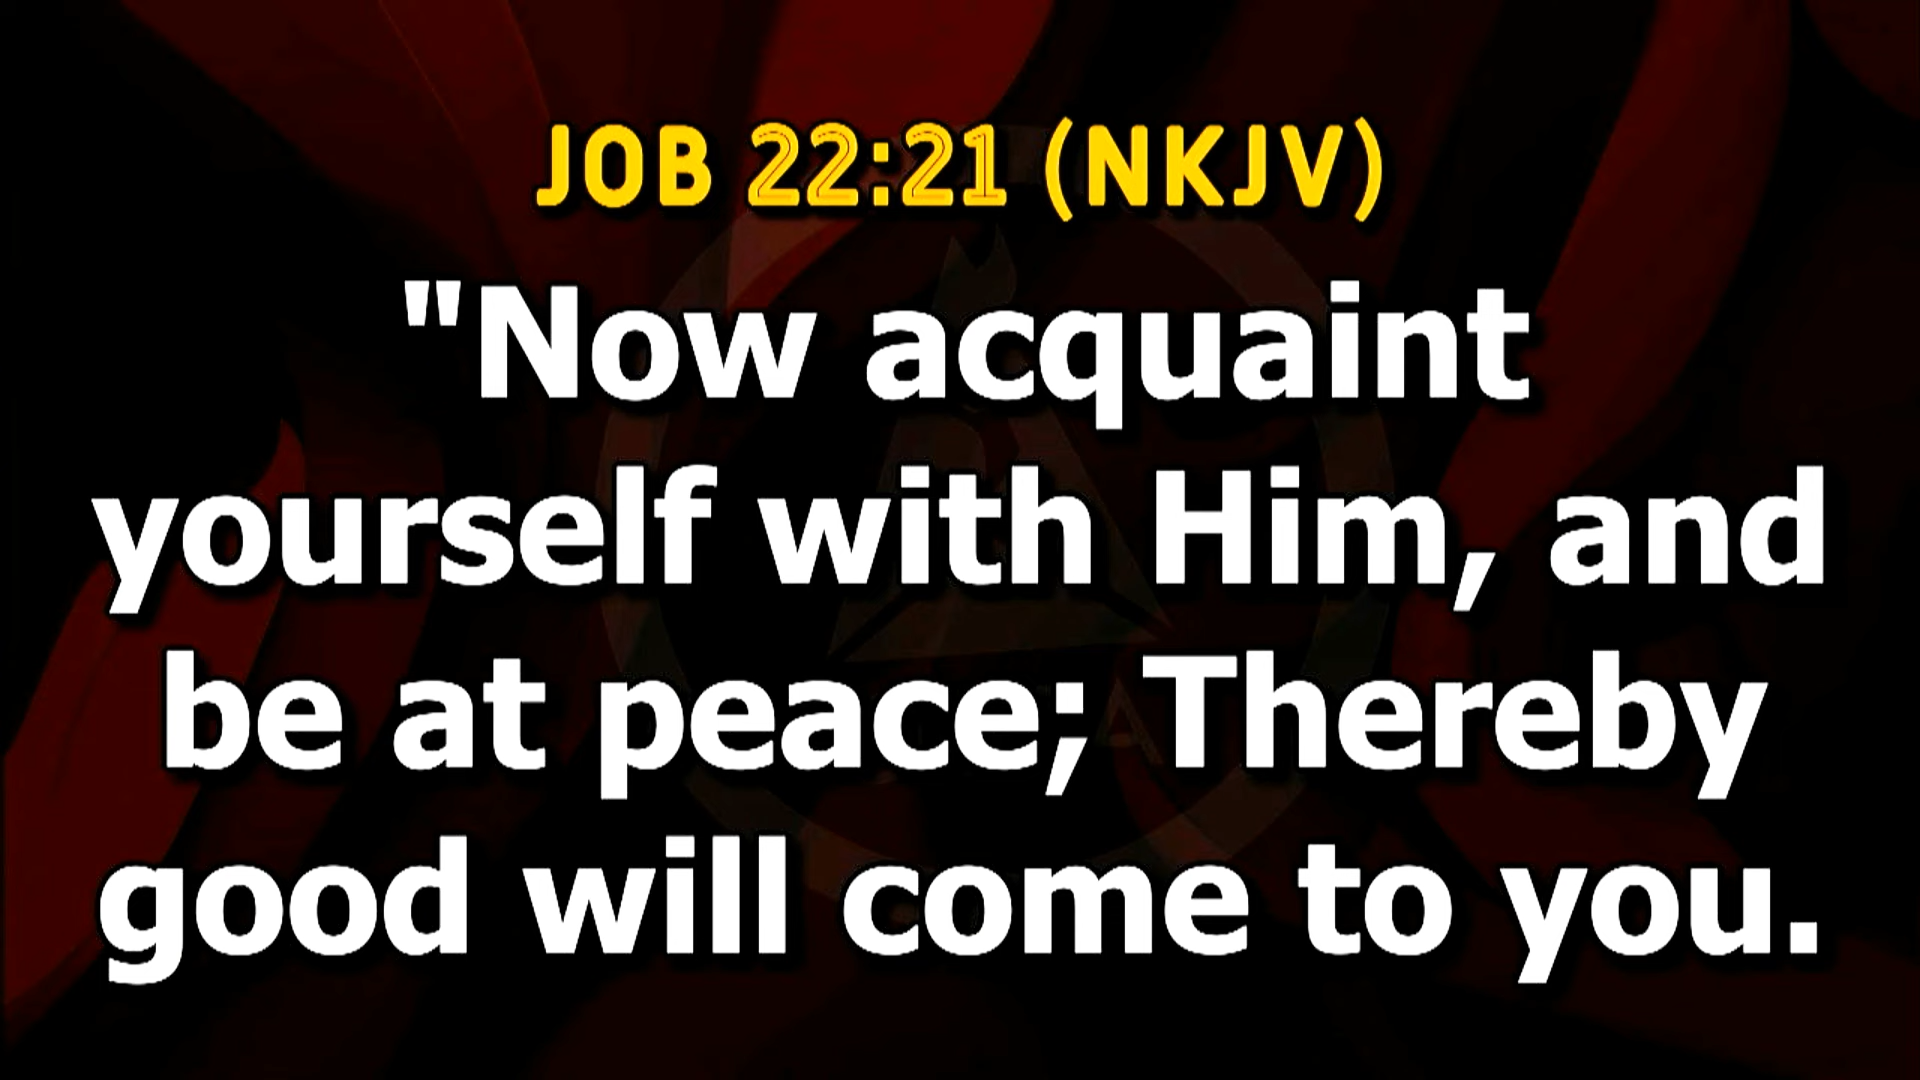 JOB 22:21 (NKJV)
"Now acquaint
yourself with Him, and
be at peace; Thereby
good will come to you.